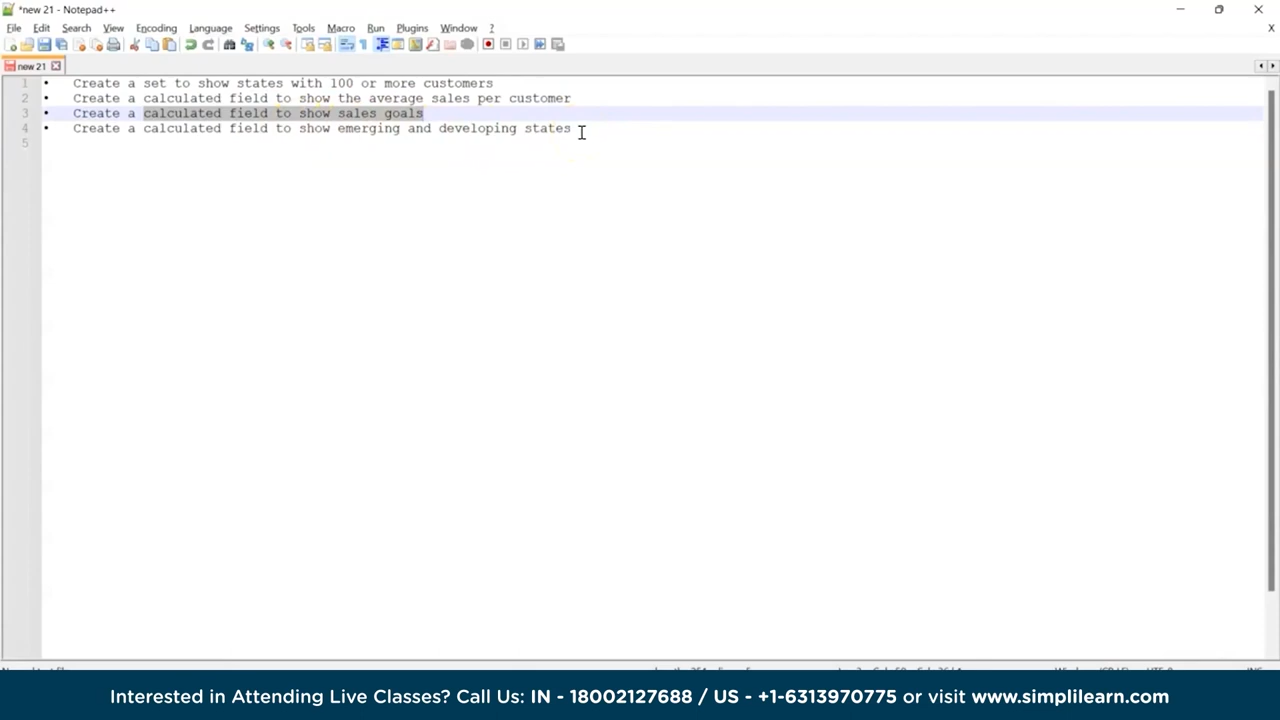 *new 21 - Notepad++
File Edit Search View Encoding Language Settings Tools Macro Run Plugins Window ? X
new 21
1 • Create a set to show states with 100 or more customers
2 • Create a calculated field to show the average sales per customer
3 • Create a calculated field to show sales goals
4 • Create a calculated field to show emerging and developing states
5
Interested in Attending Live Classes? Call Us: IN - 18002127688 / US - +1-6313970775 or visit www.simplilearn.com